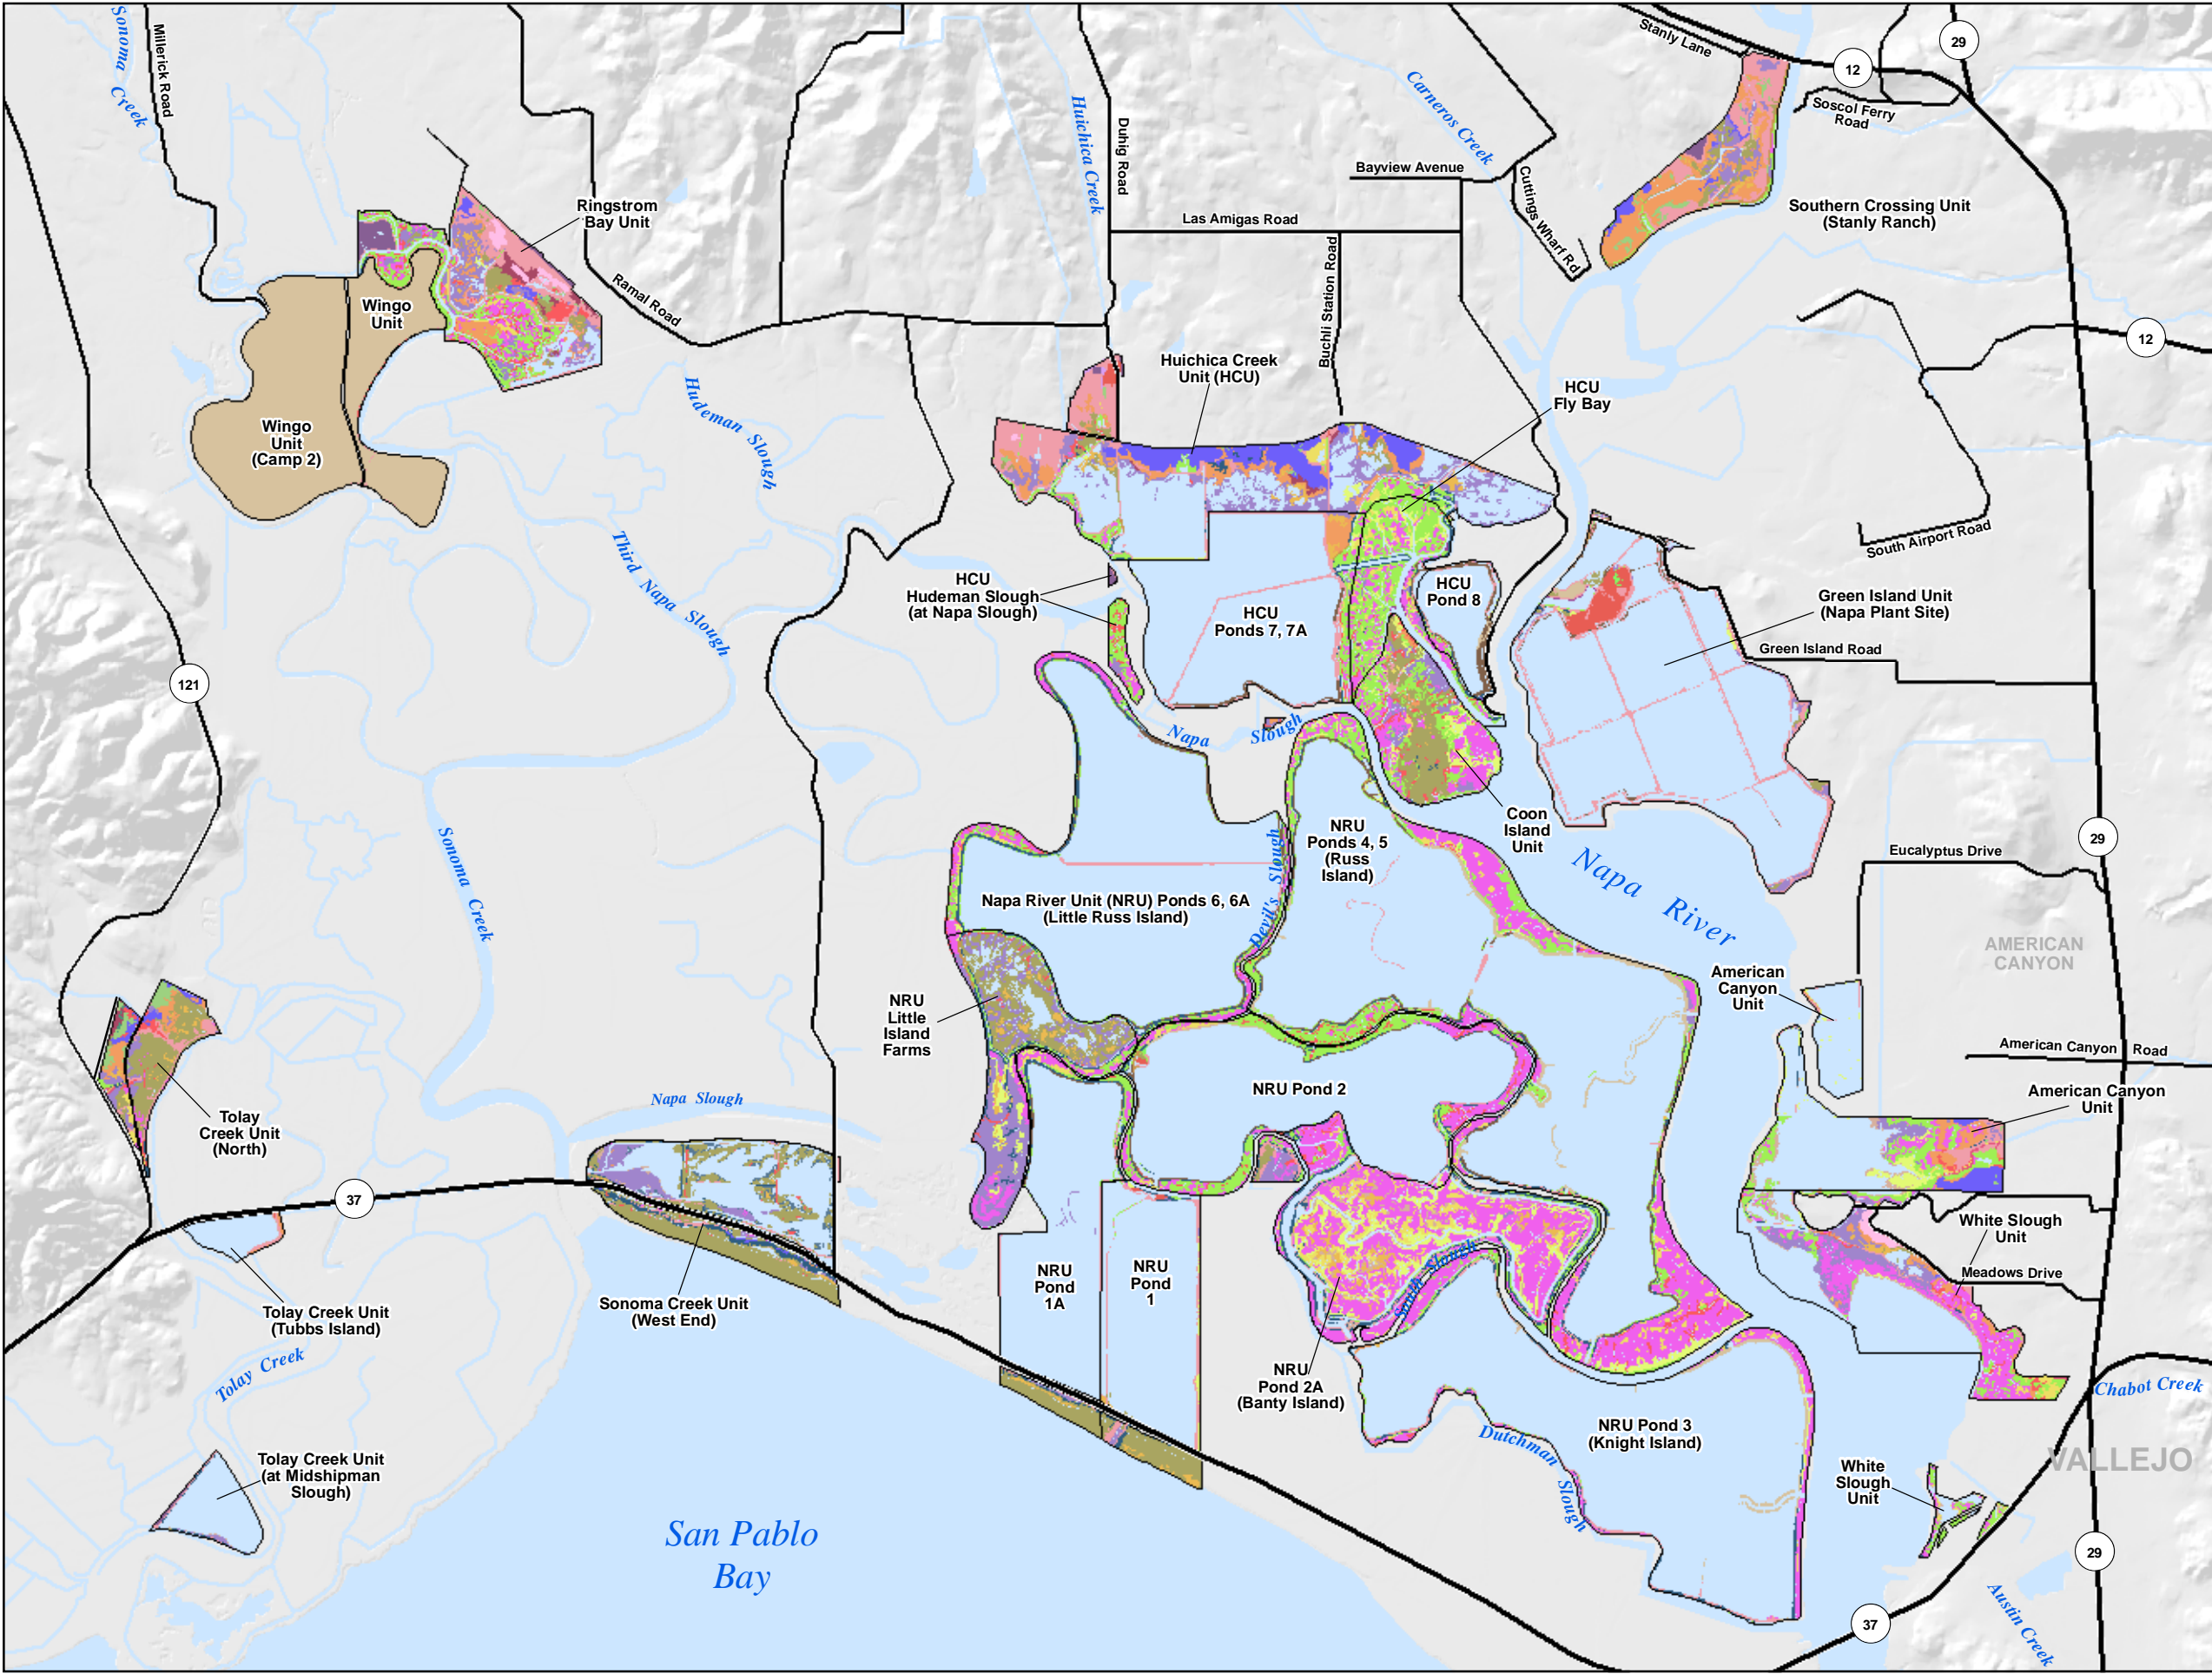 Sonoma
Creek
Millerick Road
Huichica Creek
Duhig Road
Carneros Creek
Stanly Lane
12
29
Soscol Ferry
Road
Bayview Avenue
Cuttings Wharf Rd
Southern Crossing Unit
(Stanly Ranch)
Las Amigas Road
Buchli Station Road
Ringstrom
Bay Unit
Ramal Road
Wingo
Unit
Wingo
Unit
(Camp 2)
12
Huichica Creek
Unit (HCU)
HCU
Fly Bay
Hudeman Slough
Third Napa Slough
South Airport Road
HCU
Hudeman Slough
(at Napa Slough)
HCU
Ponds 7, 7A
HCU
Pond 8
Green Island Unit
(Napa Plant Site)
Green Island Road
121
Napa Slough
Coon
Island
Unit
NRU
Ponds 4, 5
(Russ
Island)
29
Eucalyptus Drive
Sonoma Creek
Napa River Unit (NRU) Ponds 6, 6A
(Little Russ Island)
Devil's Slough
Napa River
AMERICAN
CANYON
American
Canyon
Unit
NRU
Little
Island
Farms
American Canyon Road
NRU Pond 2
American Canyon
Unit
Napa Slough
Tolay
Creek Unit
(North)
37
White Slough
Unit
Meadows Drive
NRU
Pond
1A
NRU
Pond
1
South Slough
Tolay Creek Unit
(Tubbs Island)
Sonoma Creek Unit
(West End)
Tolay Creek
NRU
Pond 2A
(Banty Island)
Chabot Creek
NRU Pond 3
(Knight Island)
Dutchman Slough
VALLEJO
Tolay Creek Unit
(at Midshipman
Slough)
White
Slough
Unit
San Pablo
Bay
29
37
Austin Creek